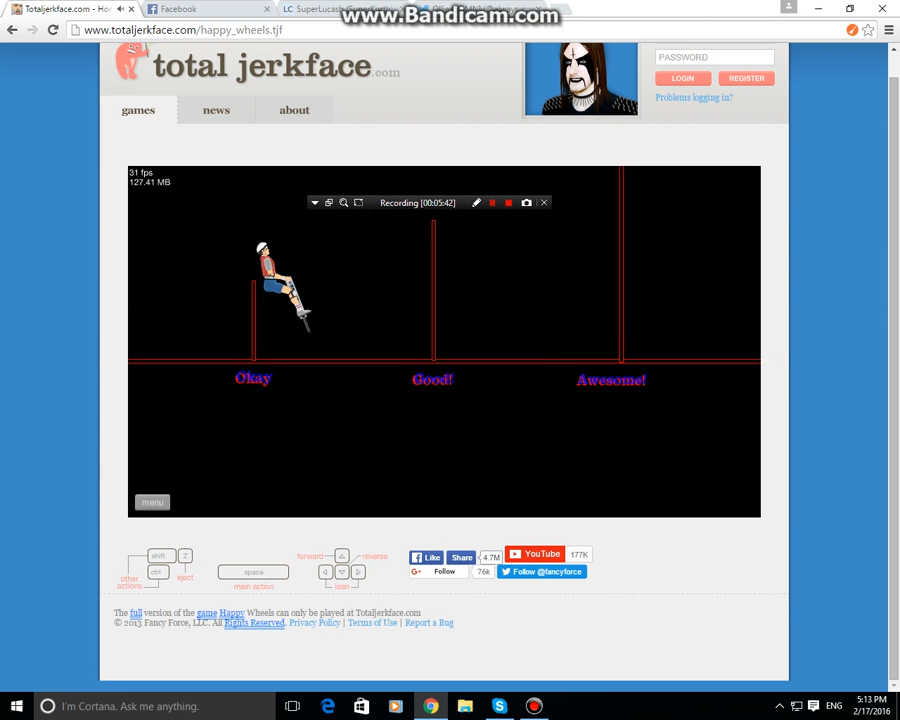 www.Bandicam.com
Totaljerkface.com - Ho
Facebook
LC SuperLucas
www.totaljerkface.com/happy_wheels.tjf
total jerkface.com
PASSWORD
LOGIN REGISTER
Problems logging in?
games news about
31 fps
127.41 MB
Recording [00:05:42]
Okay Good! Awesome!
menu
shift Z
ctrl
other actions
eject
space
main action
forward reverse
lean
Like Share 4.7M
YouTube 177K
G+ Follow 76k
Follow @fancyforce
The full version of the game Happy Wheels can only be played at Totaljerkface.com
© 2013 Fancy Force, LLC. All Rights Reserved. Privacy Policy | Terms of Use | Report a Bug
I'm Cortana. Ask me anything.
ENG
5:13 PM
2/17/2016